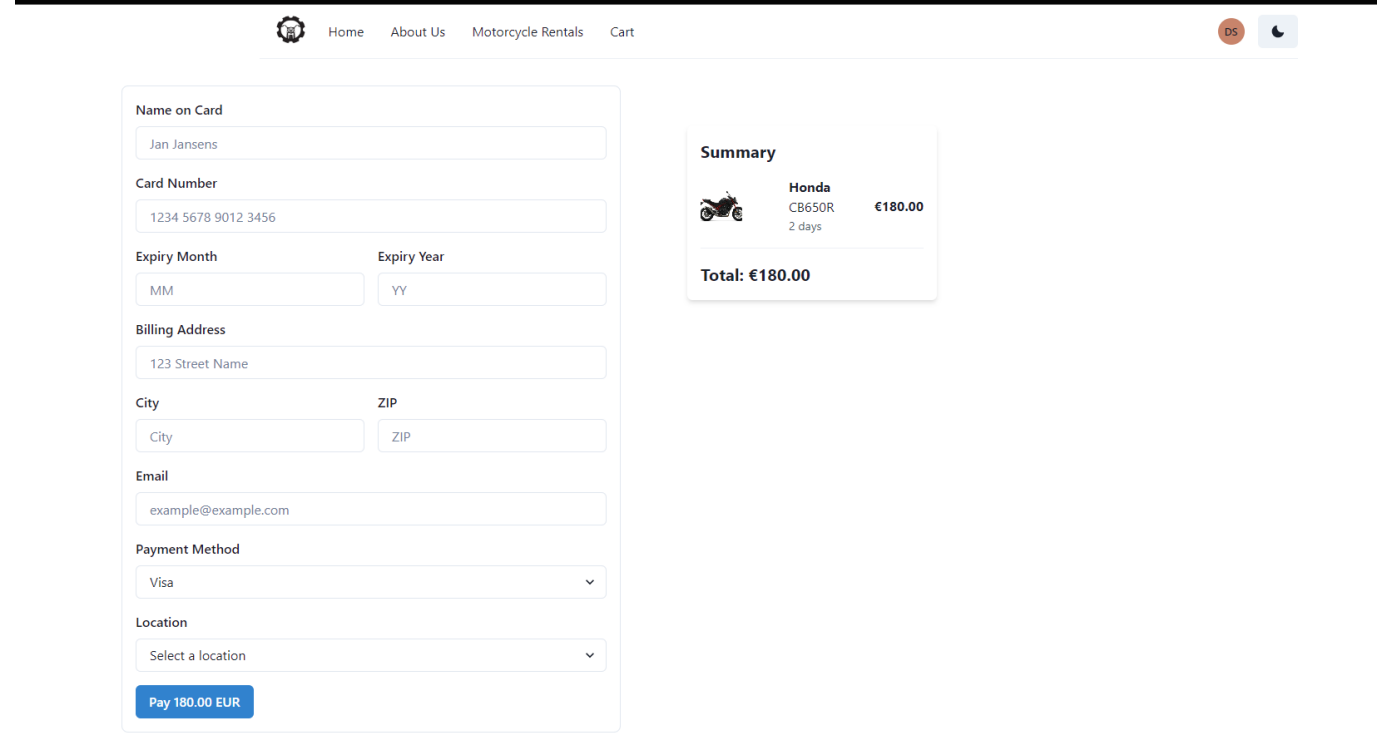 Home About Us Motorcycle Rentals Cart DS
Name on Card
Jan Jansens
Card Number
1234 5678 9012 3456
Expiry Month Expiry Year
MM YY
Billing Address
123 Street Name
City ZIP
City ZIP
Email
example@example.com
Payment Method
Visa
Location
Select a location
Pay 180.00 EUR
Summary
Honda
CB650R €180.00
2 days
Total: €180.00